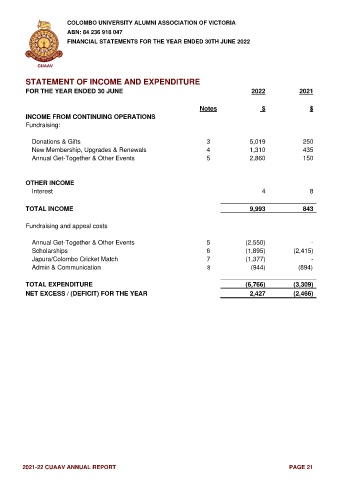 COLOMBO UNIVERSITY ALUMNI ASSOCIATION OF VICTORIA
ABN: 84 236 918 047
FINANCIAL STATEMENTS FOR THE YEAR ENDED 30TH JUNE 2022
CUAAV
STATEMENT OF INCOME AND EXPENDITURE
FOR THE YEAR ENDED 30 JUNE 2022 2021
Notes $ $
INCOME FROM CONTINUING OPERATIONS
Fundraising:
Donations & Gifts 3 5,019 250
New Membership, Upgrades & Renewals 4 1,310 435
Annual Get-Together & Other Events 5 2,860 150
OTHER INCOME
Interest 4 8
TOTAL INCOME 9,993 843
Fundraising and appeal costs
Annual Get-Together & Other Events 5 (2,550) -
Scholarships 6 (1,895) (2,415)
Japura/Colombo Cricket Match 7 (1,377) -
Admin & Communication 8 (944) (894)
TOTAL EXPENDITURE (6,766) (3,309)
NET EXCESS / (DEFICIT) FOR THE YEAR 2,427 (2,466)
2021-22 CUAAV ANNUAL REPORT PAGE 21